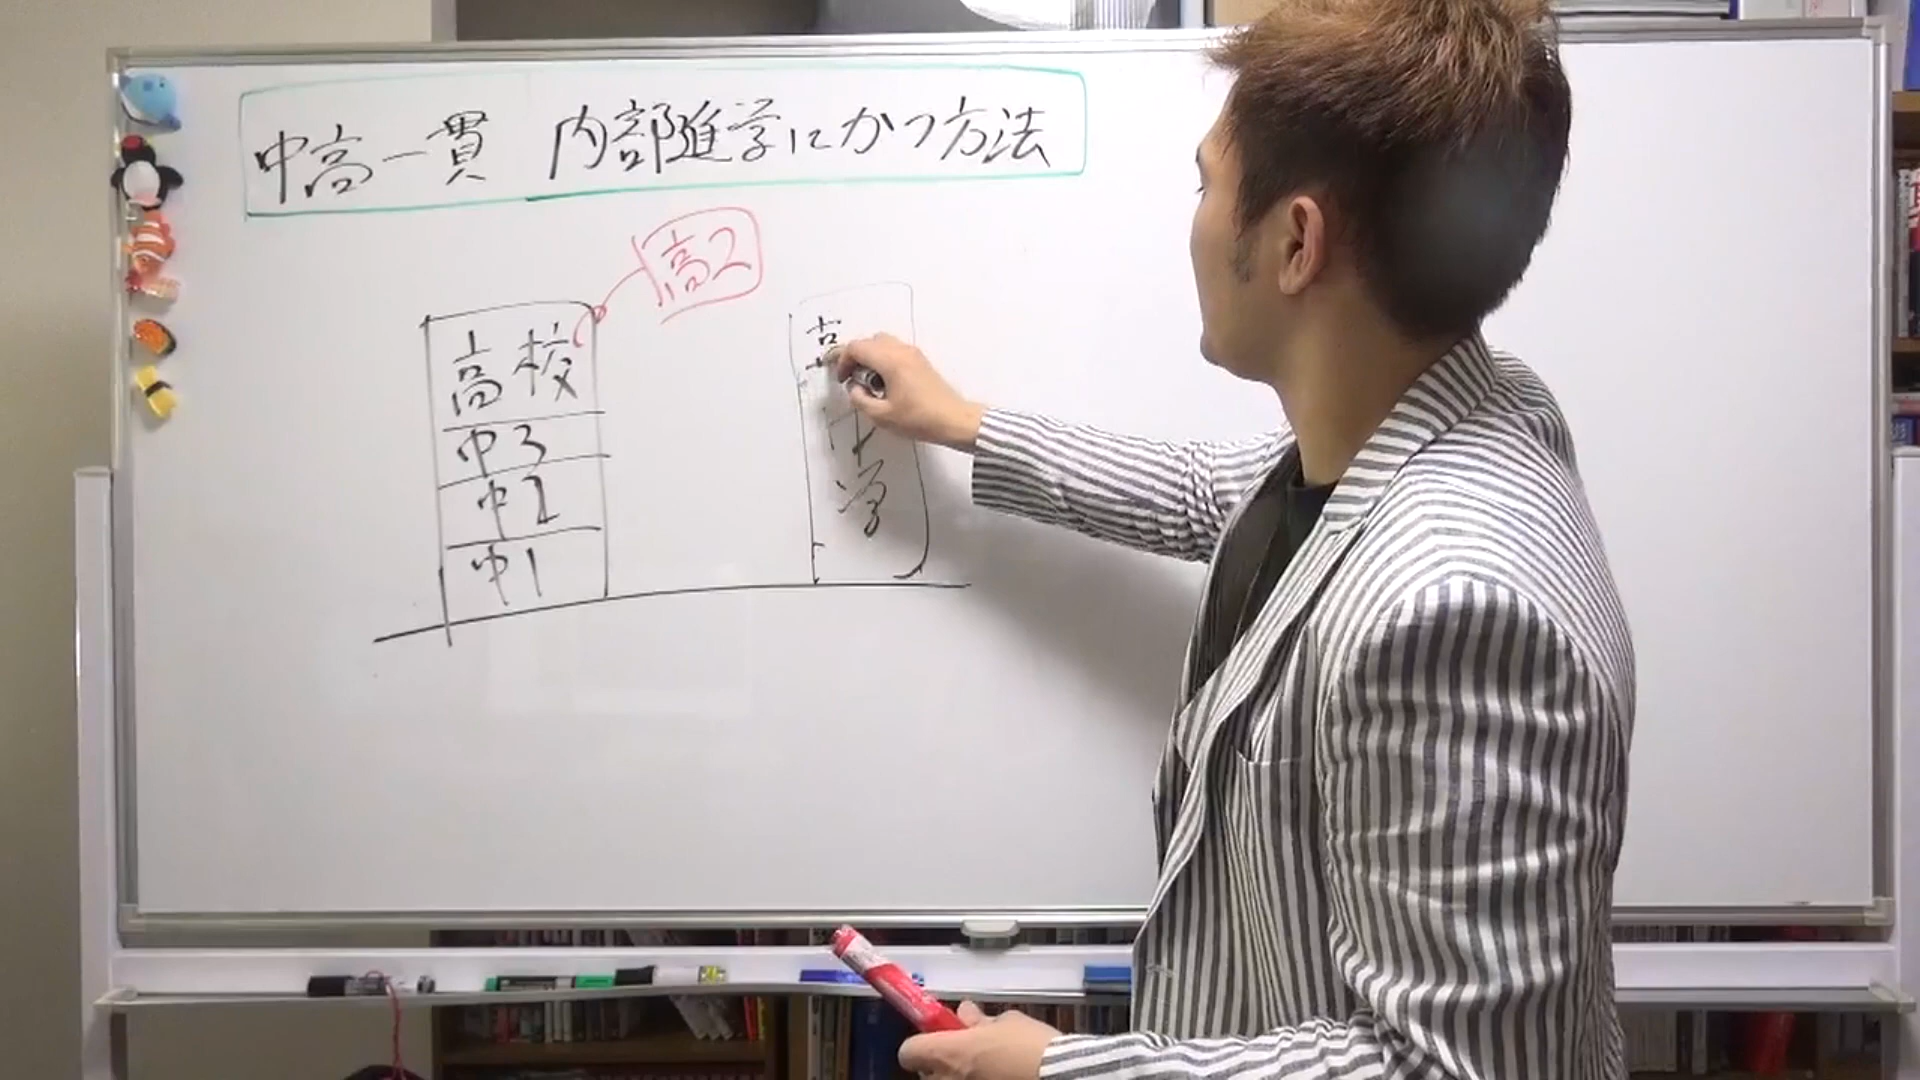 中高一貫 内部進学にかつ方法
高2
高校
中3
中2
中1
中学